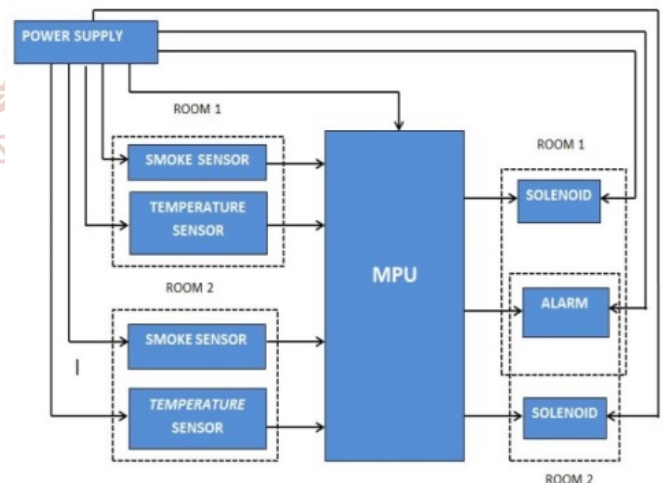 POWER SUPPLY
ROOM 1
SMOKE SENSOR
TEMPERATURE
SENSOR
ROOM 2
SMOKE SENSOR
TEMPERATURE
SENSOR
MPU
ROOM 1
SOLENOID
ALARM
SOLENOID
ROOM 2